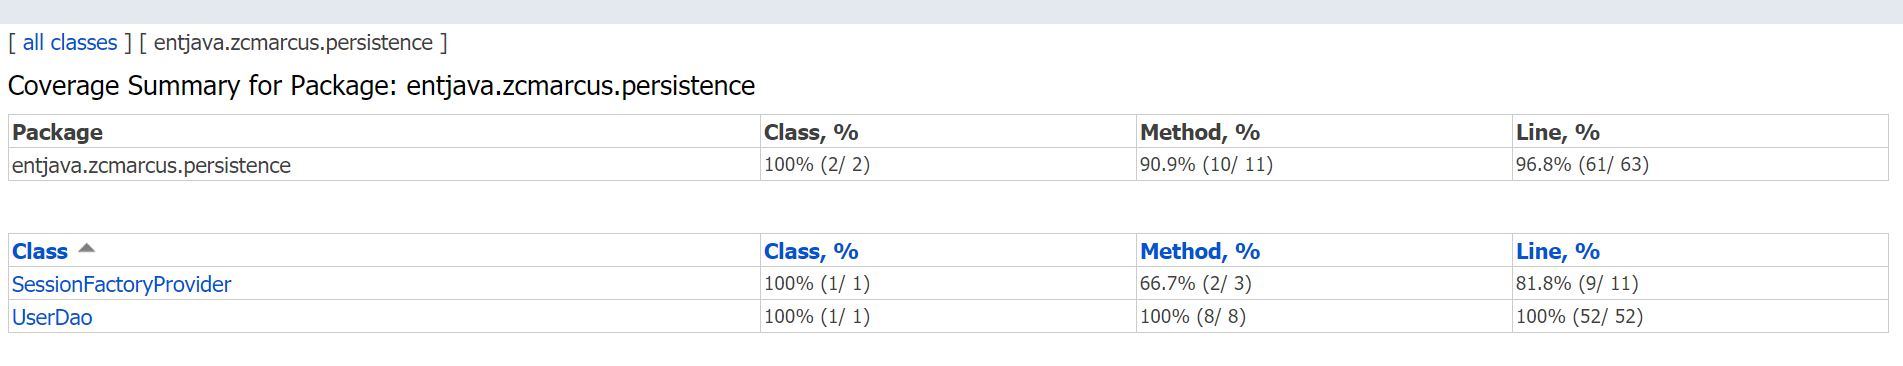 [ all classes ] [ entjava.zcmarcus.persistence ]
Coverage Summary for Package: entjava.zcmarcus.persistence
Package Class, % Method, % Line, %
entjava.zcmarcus.persistence 100% (2/ 2) 90.9% (10/ 11) 96.8% (61/ 63)
Class Class, % Method, % Line, %
SessionFactoryProvider 100% (1/ 1) 66.7% (2/ 3) 81.8% (9/ 11)
UserDao 100% (1/ 1) 100% (8/ 8) 100% (52/ 52)